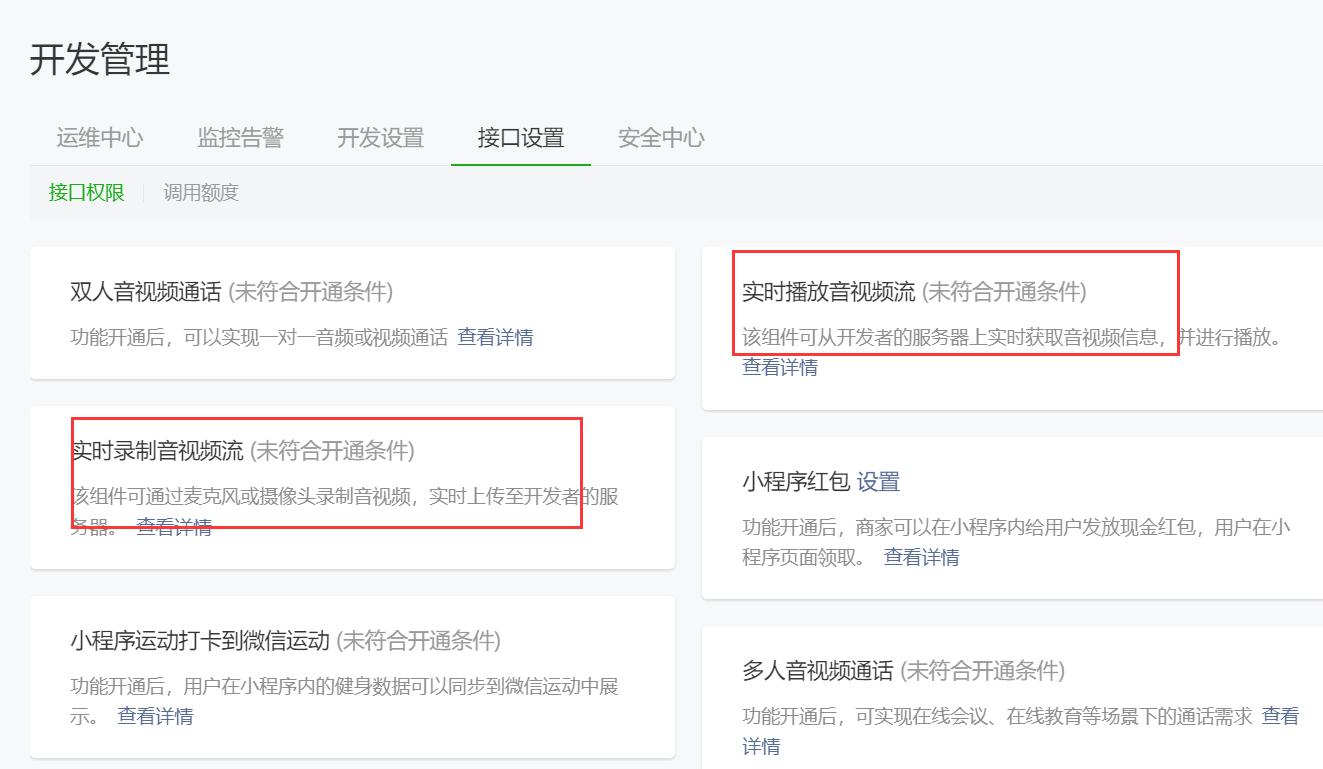 开发管理
运维中心 监控告警 开发设置 接口设置 安全中心
接口权限 调用额度
双人音视频通话 (未符合开通条件)
功能开通后，可以实现一对一音频或视频通话 查看详情
实时播放音视频流 (未符合开通条件)
该组件可从开发者的服务器上实时获取音视频信息，并进行播放。
查看详情
实时录制音视频流 (未符合开通条件)
该组件可通过麦克风或摄像头录制音视频，实时上传至开发者的服
务器。 查看详情
小程序红包 设置
功能开通后，商家可以在小程序内给用户发放现金红包，用户在小
程序页面领取。 查看详情
小程序运动打卡到微信运动 (未符合开通条件)
功能开通后，用户在小程序内的健身数据可以同步到微信运动中展
示。 查看详情
多人音视频通话 (未符合开通条件)
功能开通后，可实现在线会议、在线教育等场景下的通话需求 查看
详情